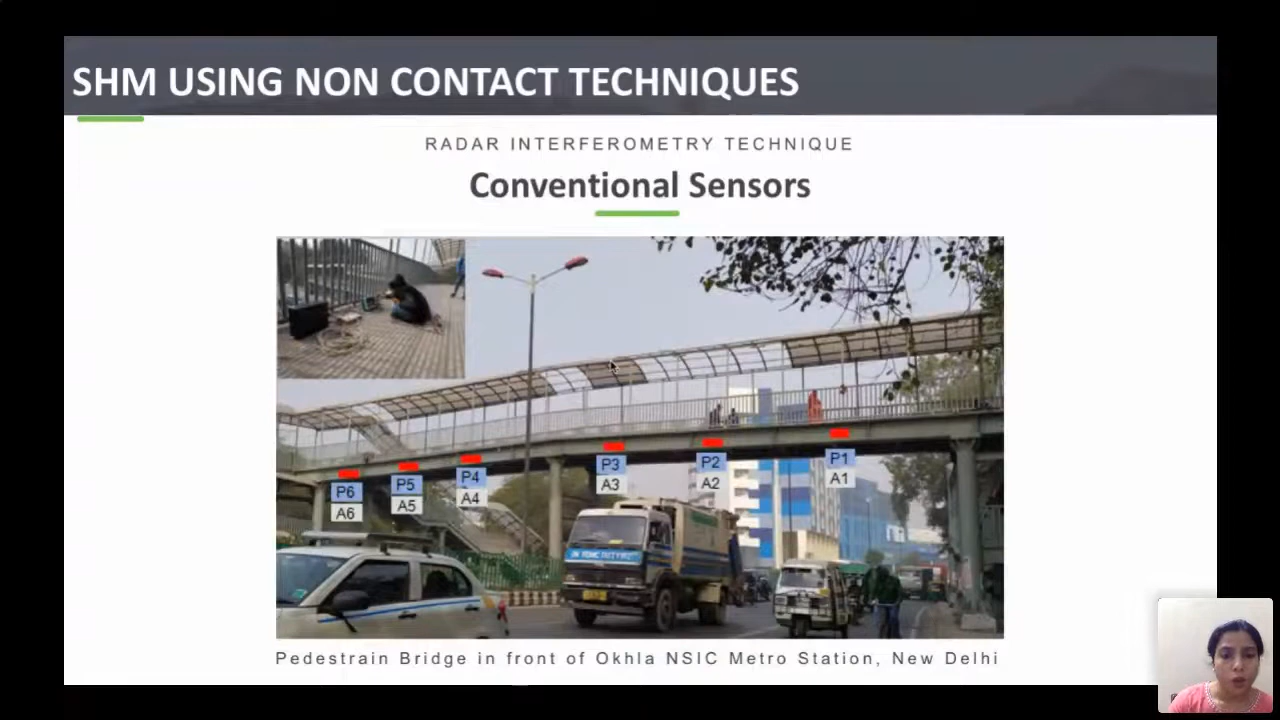 SHM USING NON CONTACT TECHNIQUES
RADAR INTERFEROMETRY TECHNIQUE
Conventional Sensors
P1
A1
P2
A2
P3
A3
P4
A4
P5
A5
P6
A6
Pedestrain Bridge in front of Okhla NSIC Metro Station, New Delhi